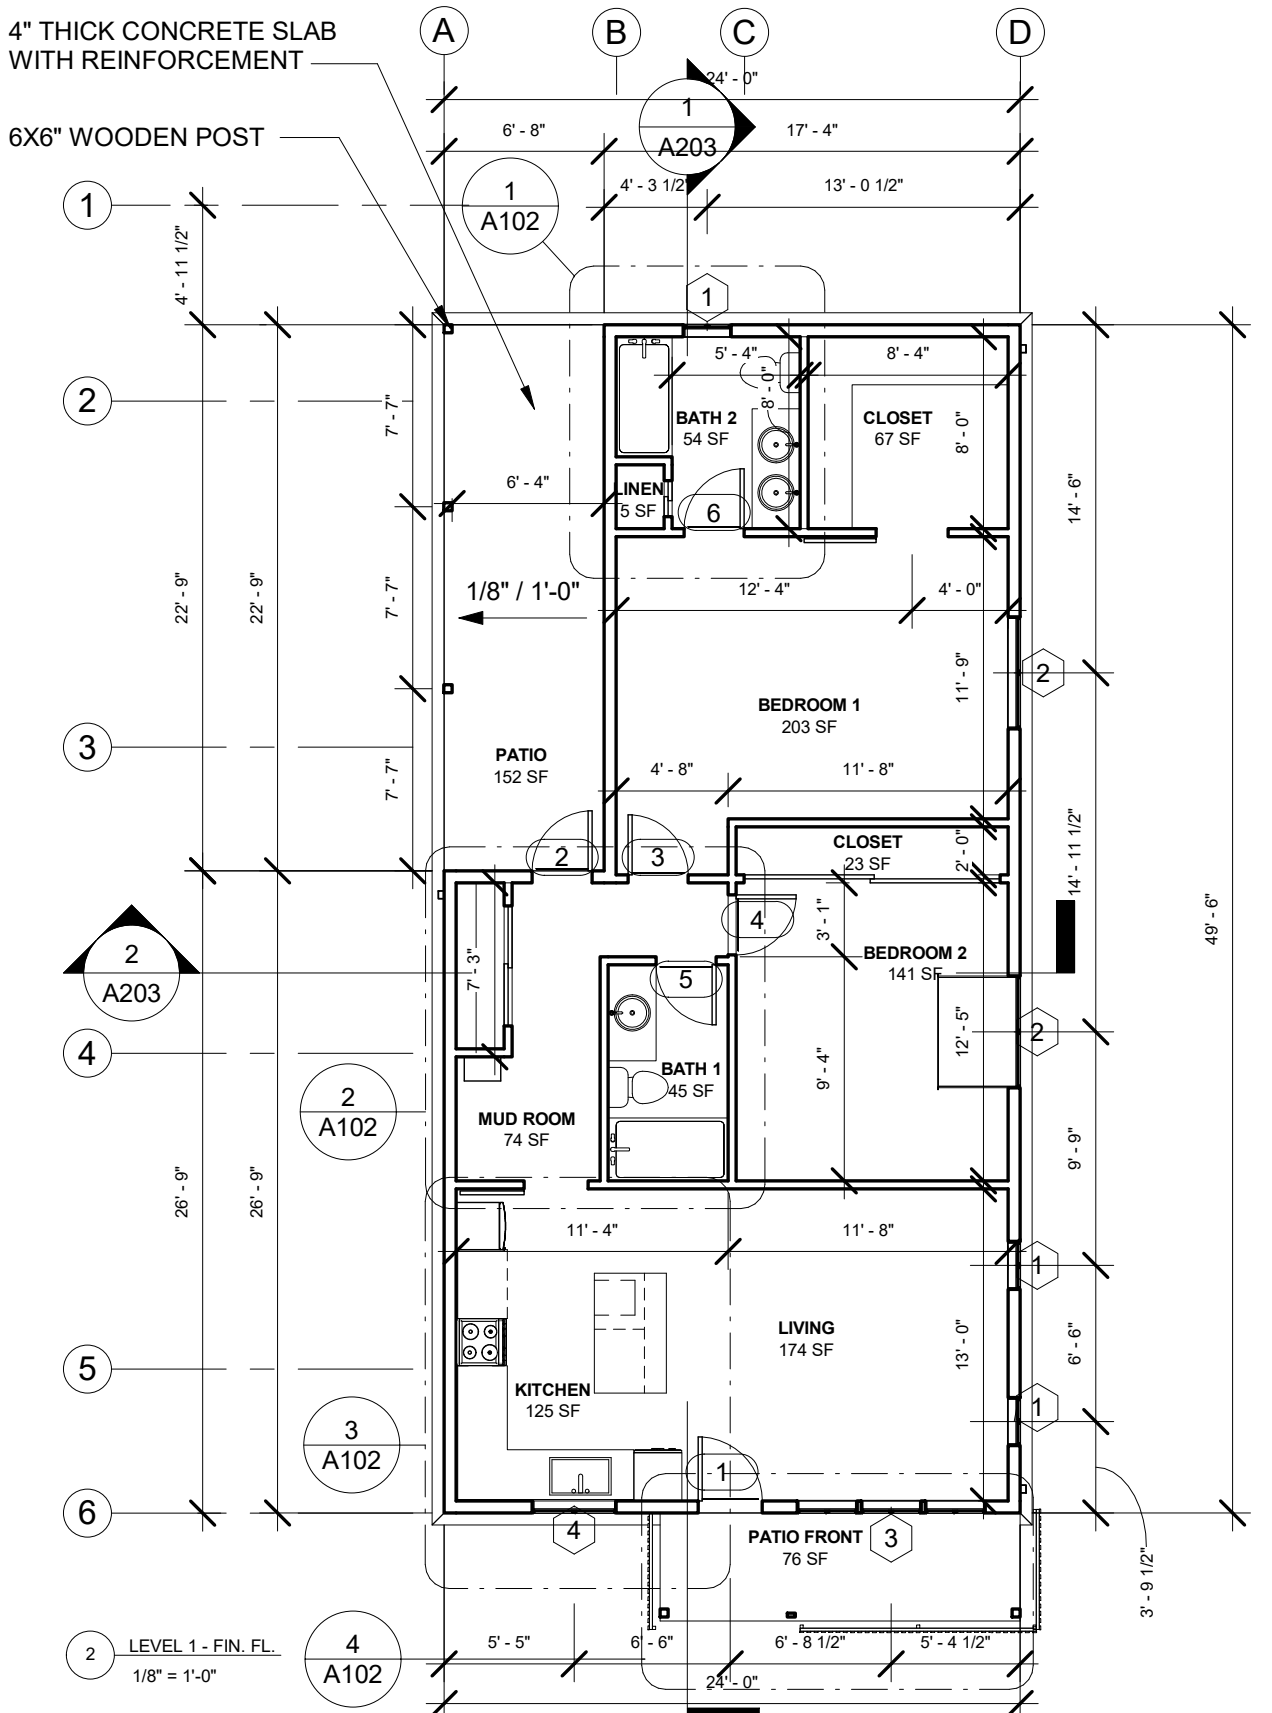 4" THICK CONCRETE SLAB
WITH REINFORCEMENT
6X6" WOODEN POST
A
B
C
D
24' - 0"
6' - 8"
17' - 4"
4' - 3 1/2"
13' - 0 1/2"
1
A203
1
A102
1
4' - 11 1/2"
2
3
4
5
6
22' - 9"
22' - 9"
7' - 7"
7' - 7"
7' - 7"
26' - 9"
26' - 9"
1
5' - 4"
8' - 4"
8' - 0"
8' - 0"
BATH 2
54 SF
CLOSET
67 SF
6' - 4"
LINEN
5 SF
6
14' - 6"
1/8" / 1'-0"
12' - 4"
4' - 0"
11' - 9"
2
BEDROOM 1
203 SF
PATIO
152 SF
4' - 8"
11' - 8"
2
3
CLOSET
23 SF
2' - 0"
14' - 11 1/2"
49' - 6"
4
3' - 1"
BEDROOM 2
141 SF
2
A203
7' - 3"
5
12' - 5"
2
BATH 1
45 SF
9' - 4"
2
A102
MUD ROOM
74 SF
9' - 9"
11' - 4"
11' - 8"
1
LIVING
174 SF
13' - 0"
6' - 6"
KITCHEN
125 SF
1
3
A102
1
4
PATIO FRONT
76 SF
3
3' - 9 1/2"
2
LEVEL 1 - FIN. FL.
1/8" = 1'-0"
4
A102
5' - 5"
6' - 6"
6' - 8 1/2"
5' - 4 1/2"
24' - 0"